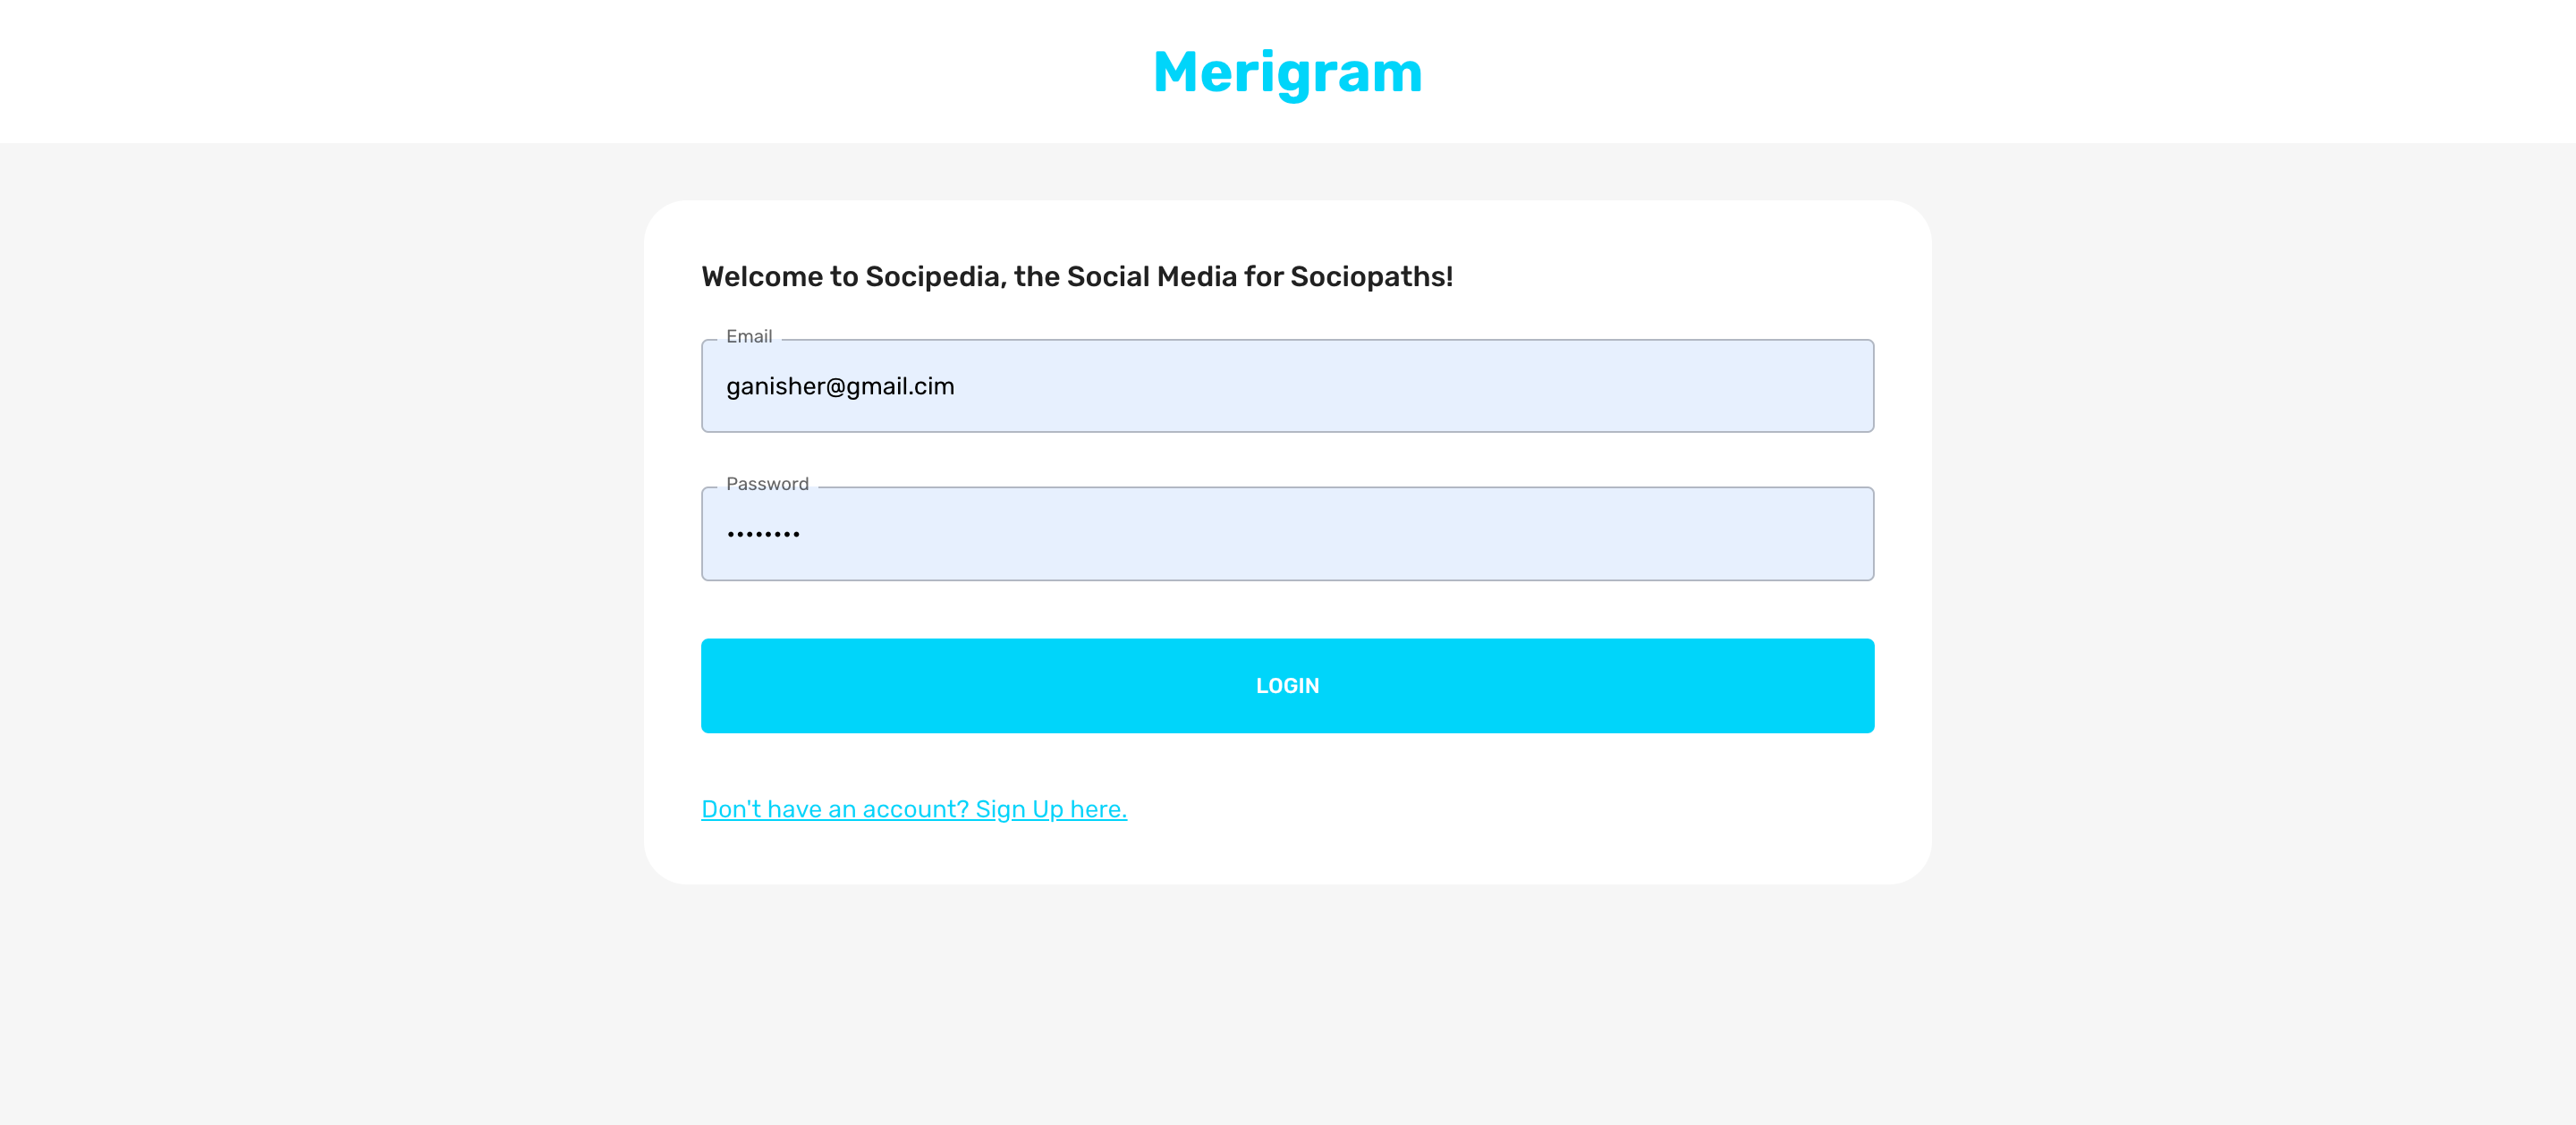 Merigram
Welcome to Socipedia, the Social Media for Sociopaths!
Email
ganisher@gmail.cim
Password
••••••••
LOGIN
Don't have an account? Sign Up here.